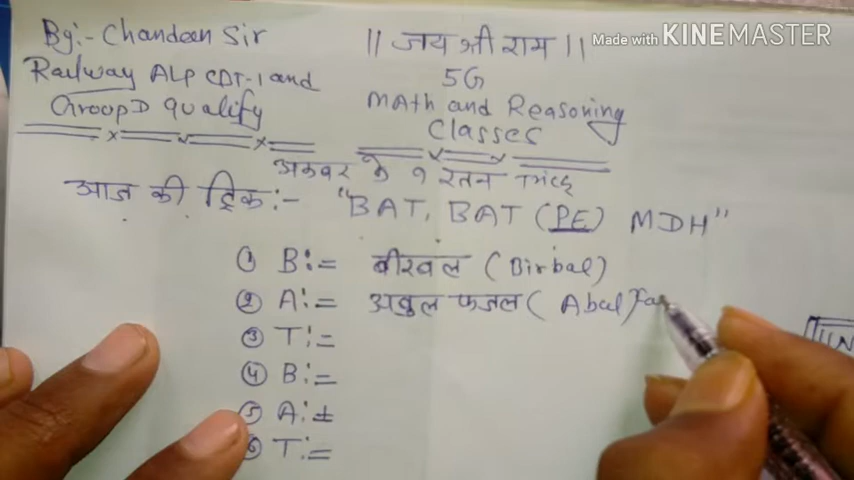 By:- Chandeen Sir
Railway ALP CBT-1 and
Group D Qualify
|| जय श्री राम ||
5G
Math and Reasoning
Classes
Made with KINEMASTER
अकबर के 9 रतन Trick
आज की ट्रिक:- "BAT, BAT (PE) MDH"
① B:= बीरबल (Birbal)
② A:= अबुल फजल ( Abul Fa
③ T:=
④ B:=
⑤ A:=
⑥ T:=